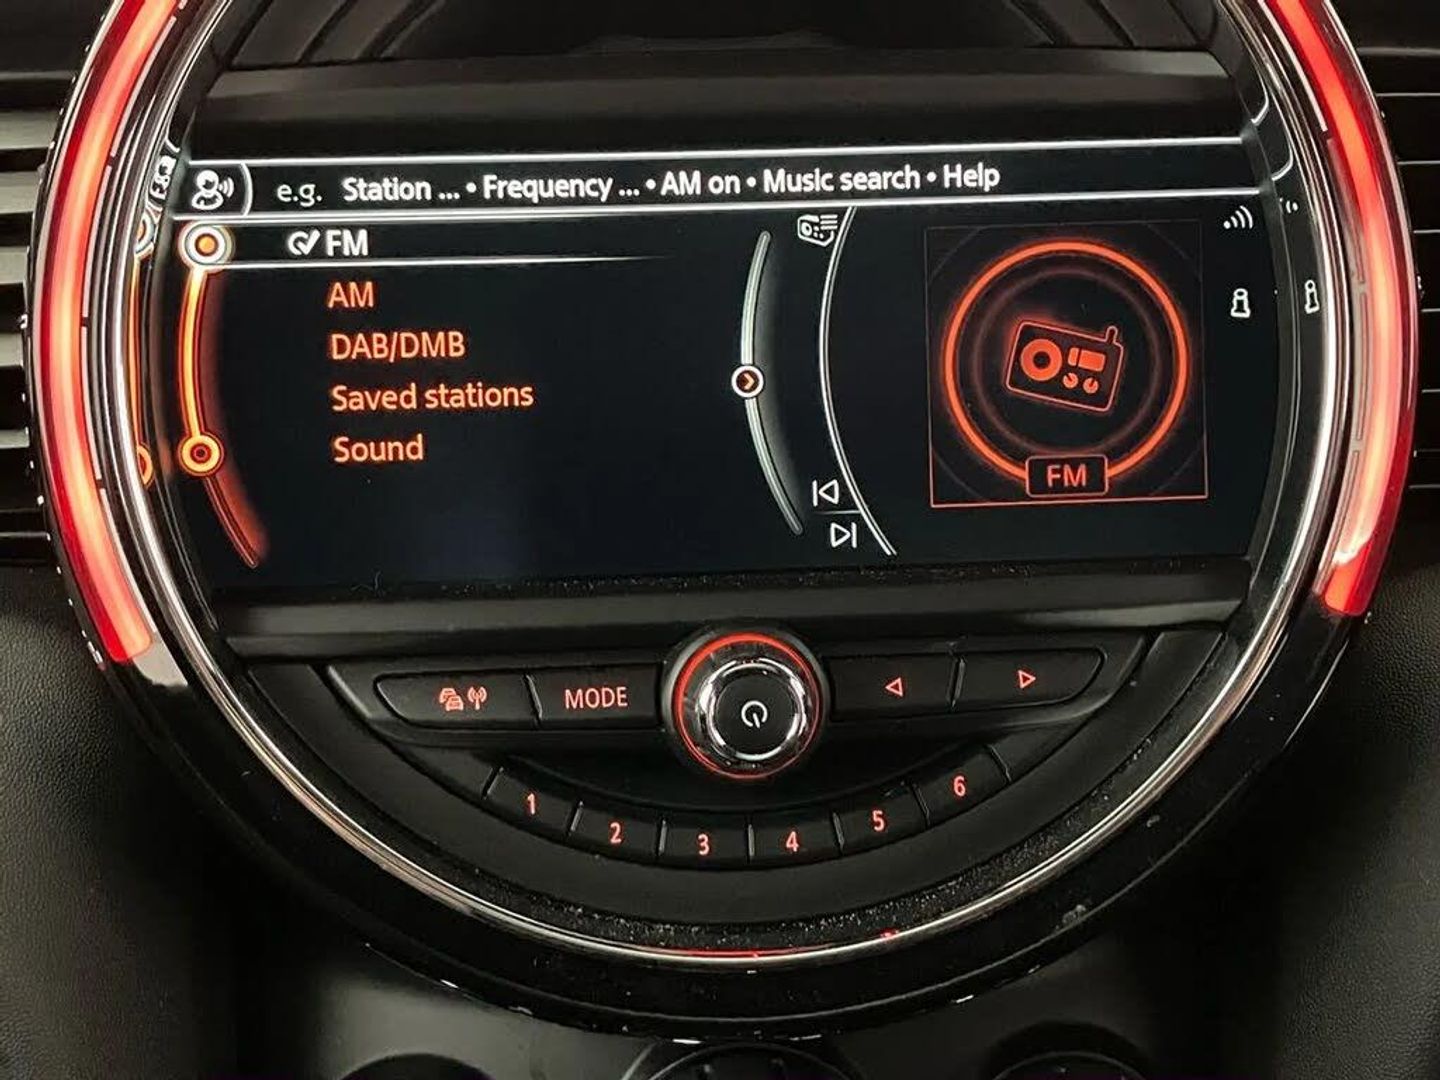 e.g. Station ... • Frequency ... • AM on • Music search • Help
FM
AM
DAB/DMB
Saved stations
Sound
FM
MODE
1 2 3 4 5 6